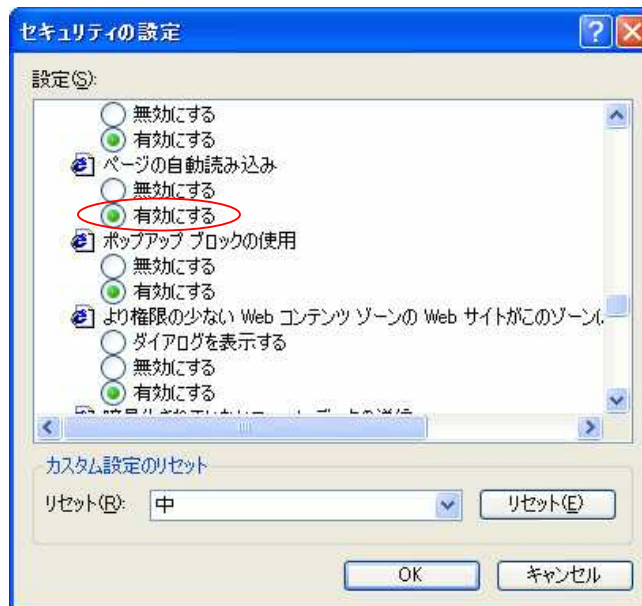 セキュリティの設定
設定(S):
無効にする
有効にする
ページの自動読み込み
無効にする
有効にする
ポップアップ ブロックの使用
無効にする
有効にする
より権限の少ない Web コンテンツ ゾーンの Web サイトがこのゾーン(
ダイアログを表示する
無効にする
有効にする
カスタム設定のリセット
リセット(R): 中 リセット(E)
OK キャンセル